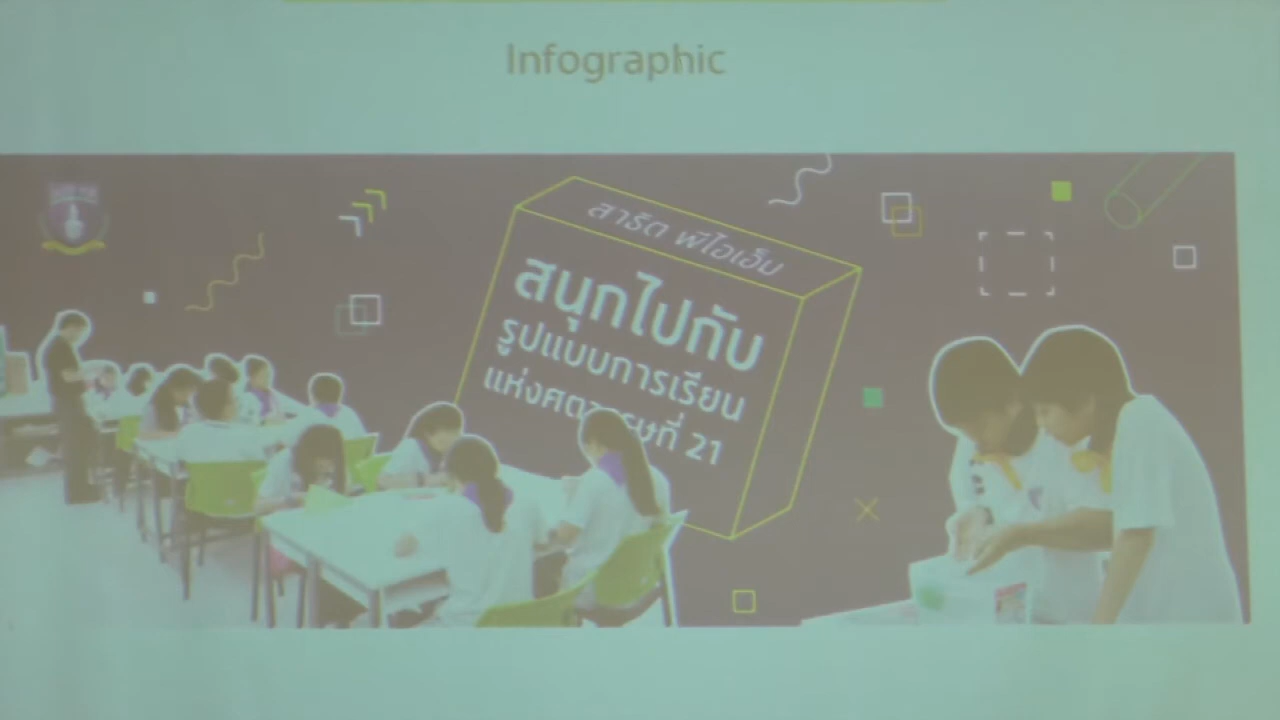 Infographic
สาธิต พีไอเอ็ม
สนุกไปกับ
รูปแบบการเรียน
แห่งศตวรรษที่ 21